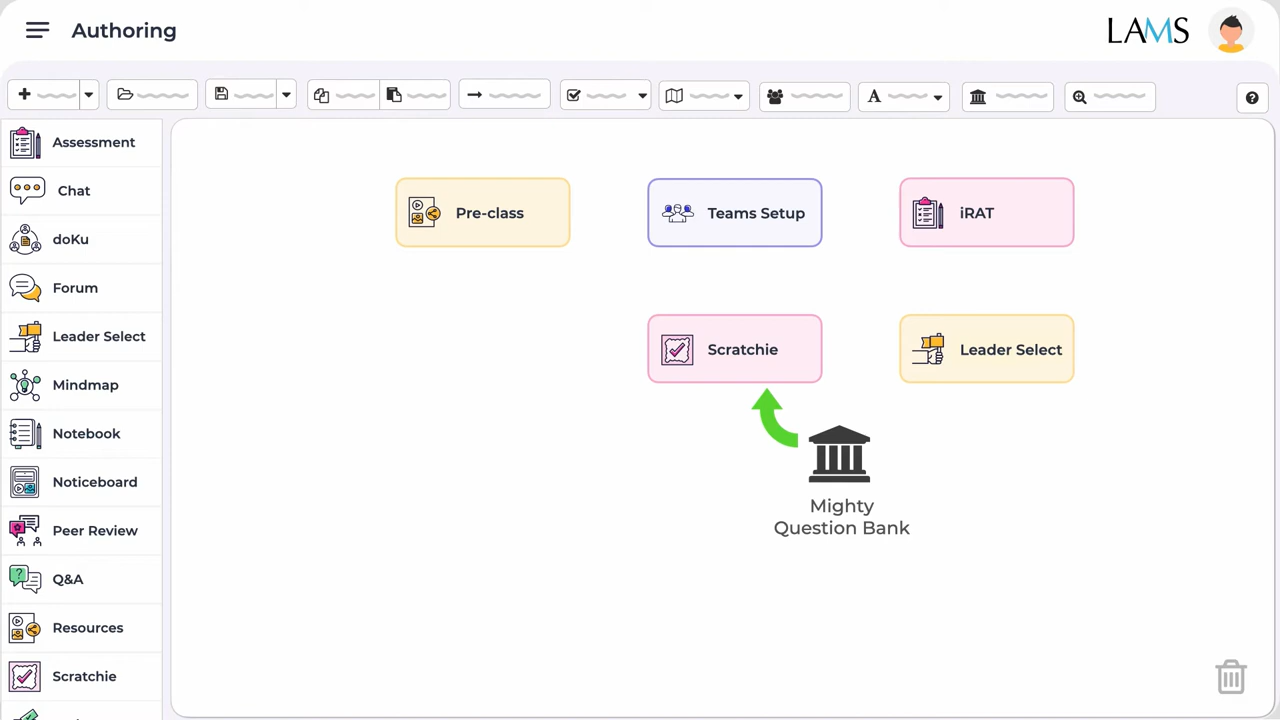 Authoring
LAMS
A
Assessment
Chat
doKu
Forum
Leader Select
Mindmap
Notebook
Noticeboard
Peer Review
Q&A
Resources
Scratchie
Pre-class
Teams Setup
iRAT
Scratchie
Leader Select
Mighty
Question Bank